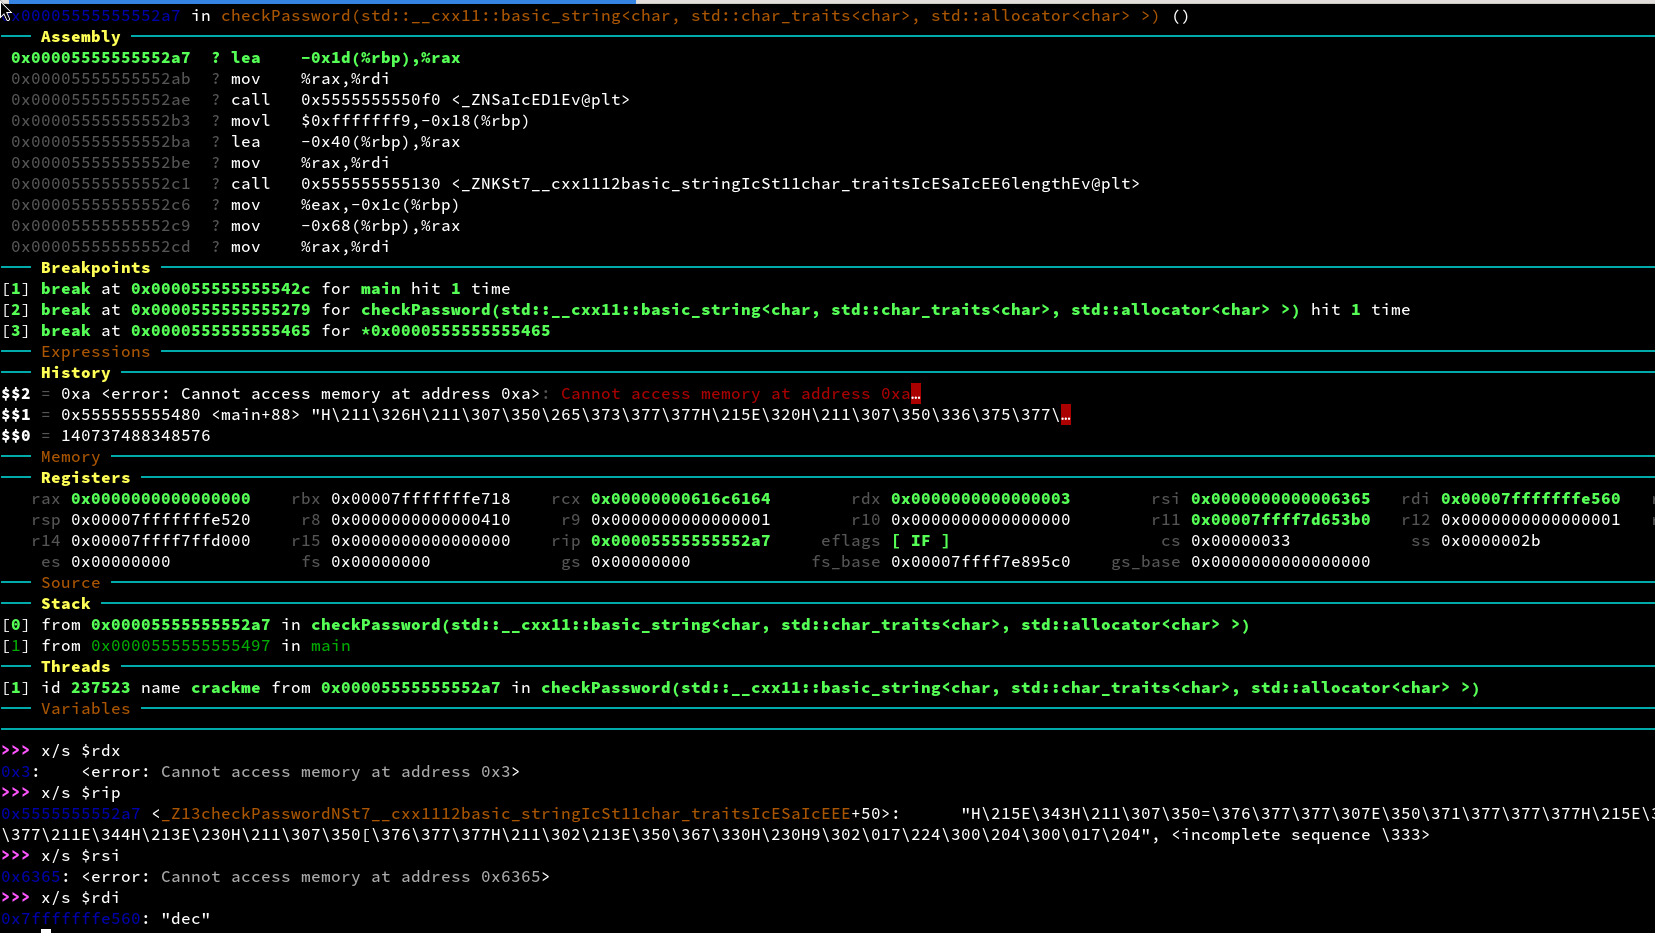 0x00005555555552a7 in checkPassword(std::__cxx11::basic_string<char, std::char_traits<char>, std::allocator<char> >) ()
Assembly
0x00005555555552a7 ? lea -0x1d(%rbp),%rax
0x00005555555552ab ? mov %rax,%rdi
0x00005555555552ae ? call 0x5555555550f0 <_ZNSaIcED1Ev@plt>
0x00005555555552b3 ? movl $0xfffffff9,-0x18(%rbp)
0x00005555555552ba ? lea -0x40(%rbp),%rax
0x00005555555552be ? mov %rax,%rdi
0x00005555555552c1 ? call 0x555555555130 <_ZNKSt7__cxx1112basic_stringIcSt11char_traitsIcESaIcEE6lengthEv@plt>
0x00005555555552c6 ? mov %eax,-0x1c(%rbp)
0x00005555555552c9 ? mov -0x68(%rbp),%rax
0x00005555555552cd ? mov %rax,%rdi
Breakpoints
[1] break at 0x000055555555542c for main hit 1 time
[2] break at 0x0000555555555279 for checkPassword(std::__cxx11::basic_string<char, std::char_traits<char>, std::allocator<char> >) hit 1 time
[3] break at 0x0000555555555465 for *0x0000555555555465
Expressions
History
$$2 = 0xa <error: Cannot access memory at address 0xa>: Cannot access memory at address 0xa…
$$1 = 0x555555555480 <main+88> "H\211\326H\211\307\350\265\373\377\377H\215E\320H\211\307\350\336\375\377\…
$$0 = 140737488348576
Memory
Registers
rax 0x0000000000000000 rbx 0x00007fffffffe718 rcx 0x00000000616c6164 rdx 0x0000000000000003 rsi 0x0000000000006365 rdi 0x00007fffffffe560
rsp 0x00007fffffffe520 r8 0x0000000000000410 r9 0x0000000000000001 r10 0x0000000000000000 r11 0x00007ffff7d653b0 r12 0x0000000000000001
r14 0x00007ffff7ffd000 r15 0x0000000000000000 rip 0x00005555555552a7 eflags [ IF ] cs 0x00000033 ss 0x0000002b
es 0x00000000 fs 0x00000000 gs 0x00000000 fs_base 0x00007ffff7e895c0 gs_base 0x0000000000000000
Source
Stack
[0] from 0x00005555555552a7 in checkPassword(std::__cxx11::basic_string<char, std::char_traits<char>, std::allocator<char> >)
[1] from 0x0000555555555497 in main
Threads
[1] id 237523 name crackme from 0x00005555555552a7 in checkPassword(std::__cxx11::basic_string<char, std::char_traits<char>, std::allocator<char> >)
Variables
>>> x/s $rdx
0x3: <error: Cannot access memory at address 0x3>
>>> x/s $rip
0x5555555552a7 <_Z13checkPasswordNSt7__cxx1112basic_stringIcSt11char_traitsIcESaIcEEE+50>: "H\215E\343H\211\307\350=\376\377\377\307E\350\371\377\377\377H\215E\3
\377\211E\344H\213E\230H\211\307\350[\376\377\377H\211\302\213E\350\367\330H\230H9\302\017\224\300\204\300\017\204", <incomplete sequence \333>
>>> x/s $rsi
0x6365: <error: Cannot access memory at address 0x6365>
>>> x/s $rdi
0x7fffffffe560: "dec"